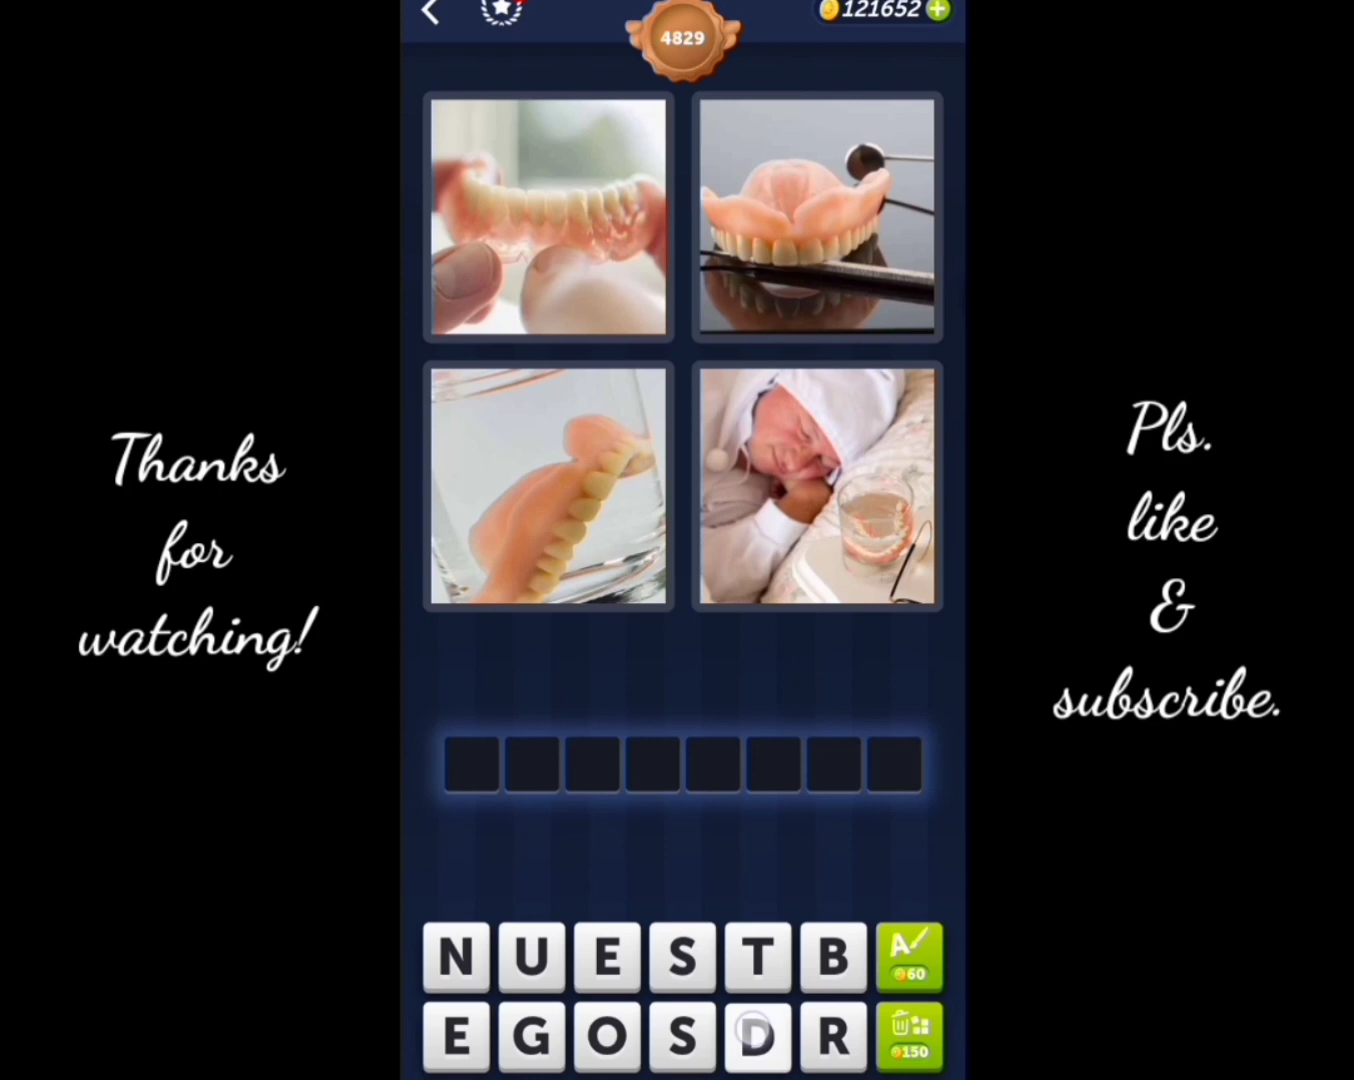 121652
4829
Thanks
for
watching!
Pls.
like
&
subscribe.
N U E S T B
A
60
E G O S D R
150